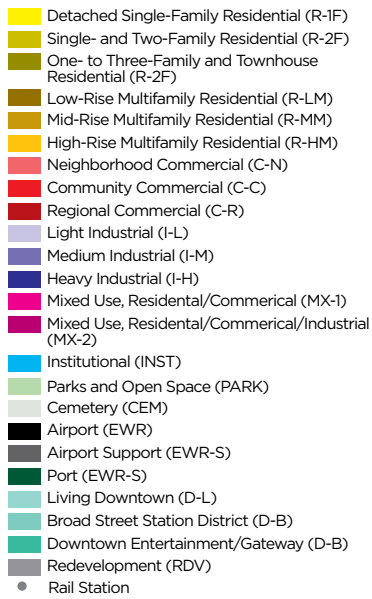 Detached Single-Family Residential (R-1F)
Single- and Two-Family Residential (R-2F)
One- to Three-Family and Townhouse
Residential (R-2F)
Low-Rise Multifamily Residential (R-LM)
Mid-Rise Multifamily Residential (R-MM)
High-Rise Multifamily Residential (R-HM)
Neighborhood Commercial (C-N)
Community Commercial (C-C)
Regional Commercial (C-R)
Light Industrial (I-L)
Medium Industrial (I-M)
Heavy Industrial (I-H)
Mixed Use, Residental/Commerical (MX-1)
Mixed Use, Residental/Commerical/Industrial
(MX-2)
Institutional (INST)
Parks and Open Space (PARK)
Cemetery (CEM)
Airport (EWR)
Airport Support (EWR-S)
Port (EWR-S)
Living Downtown (D-L)
Broad Street Station District (D-B)
Downtown Entertainment/Gateway (D-B)
Redevelopment (RDV)
Rail Station